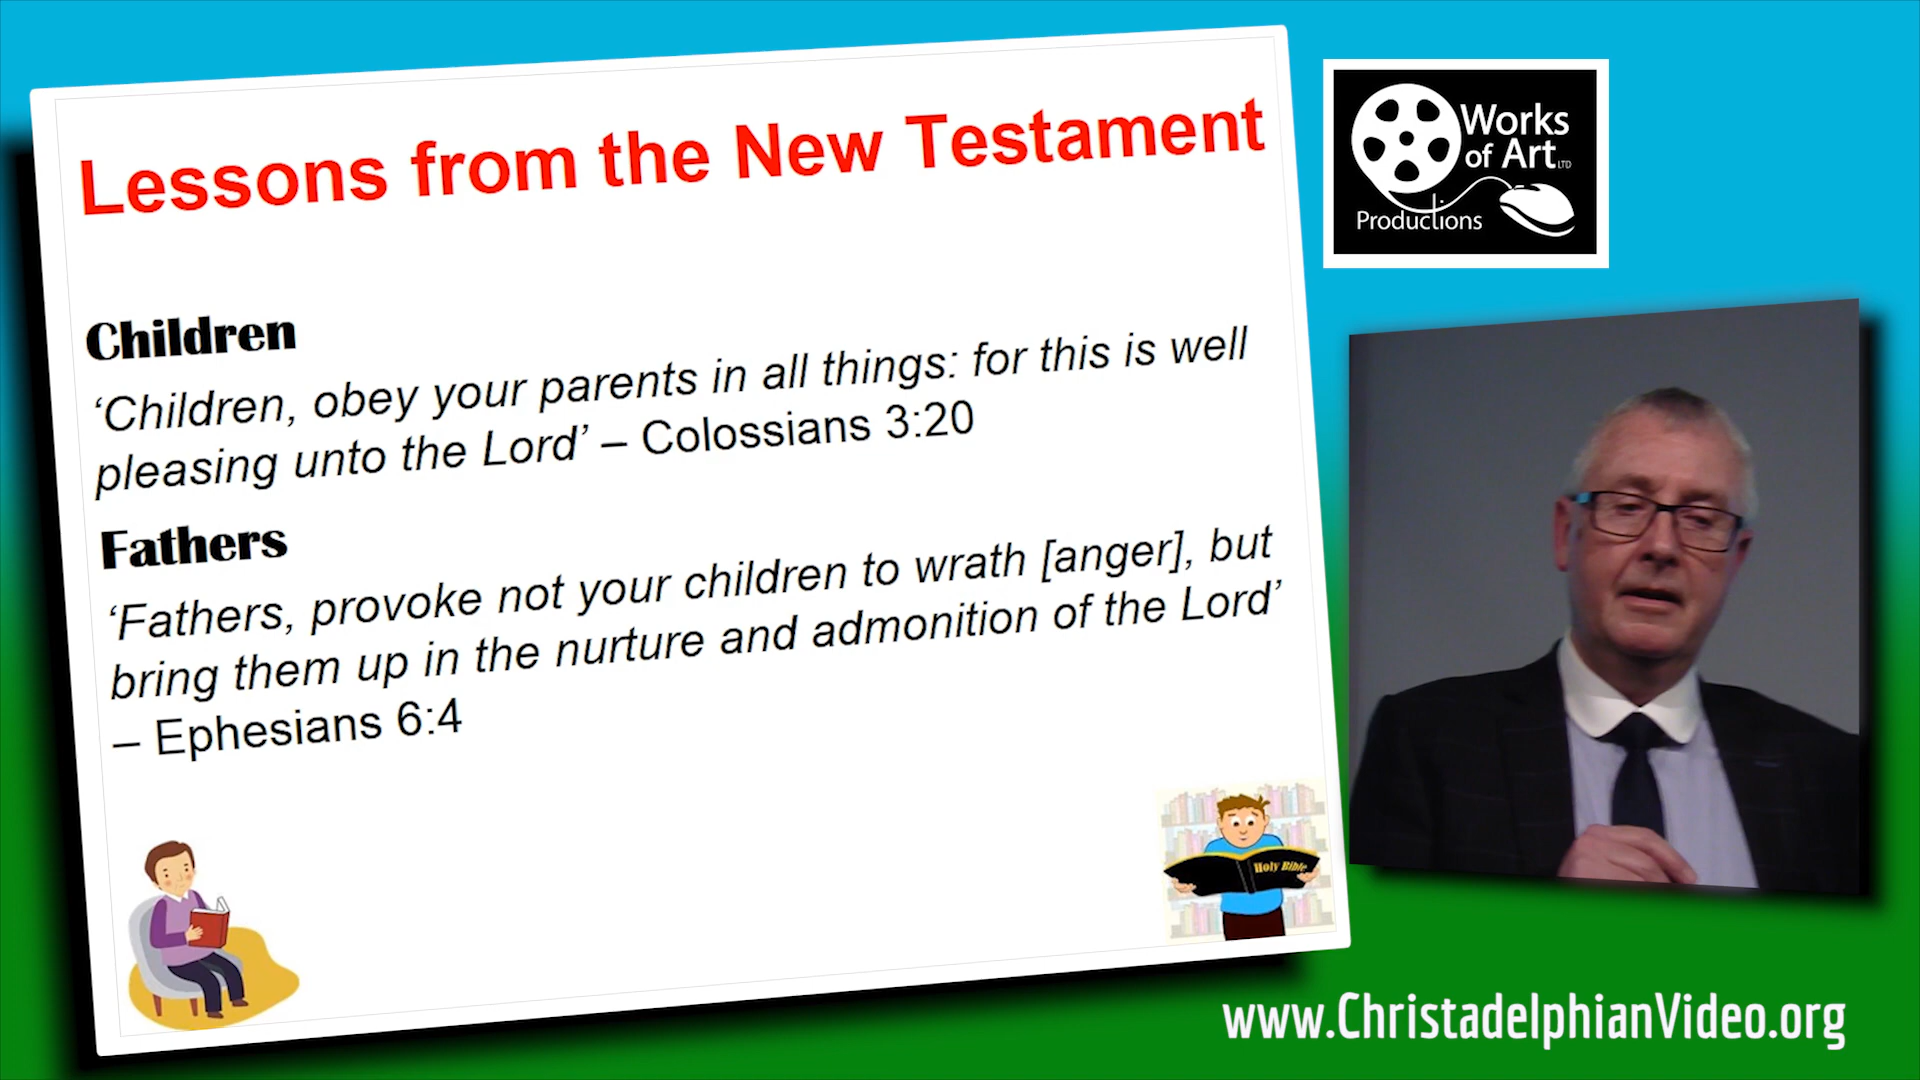 Lessons from the New Testament
Children
‘Children, obey your parents in all things: for this is well
pleasing unto the Lord’ – Colossians 3:20
Fathers
‘Fathers, provoke not your children to wrath [anger], but
bring them up in the nurture and admonition of the Lord’
– Ephesians 6:4
Holy Bible
Works
of Art LTD
Productions
www.ChristadelphianVideo.org